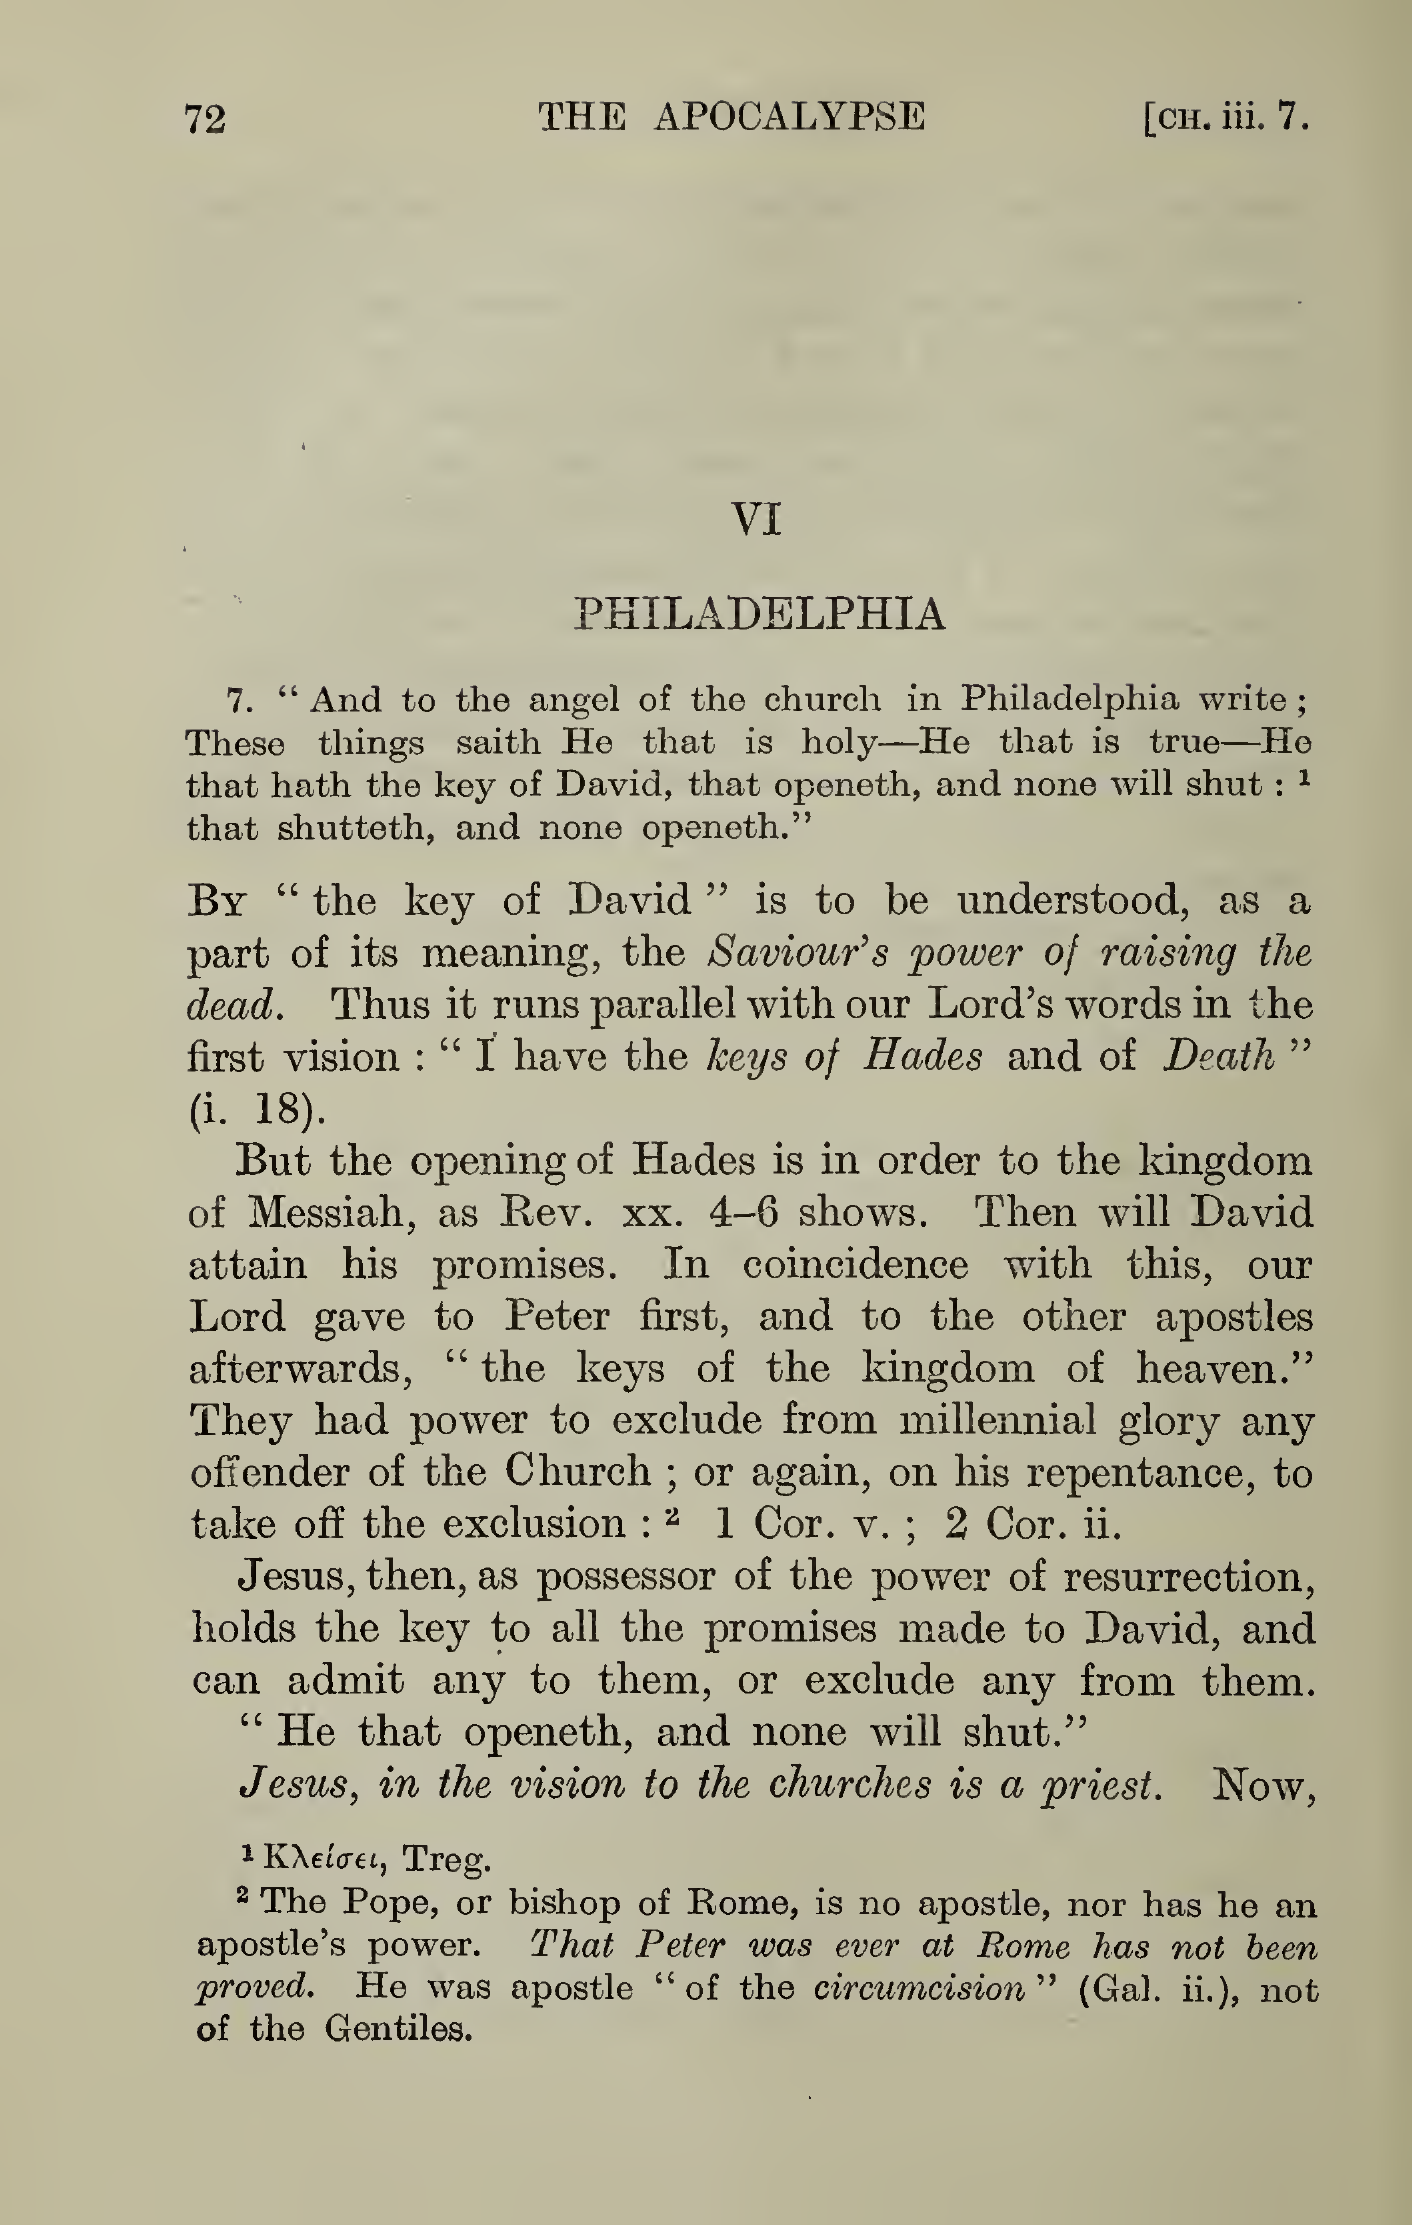 72 THE APOCALYPSE [CH. iii. 7.
VI
PHILADELPHIA
7. “ And to the angel of the church in Philadelphia write ;
These things saith He that is holy—He that is true—He
that hath the key of David, that openeth, and none will shut : ¹
that shutteth, and none openeth.”
BY “ the key of David ” is to be understood, as a
part of its meaning, the Saviour’s power of raising the
dead. Thus it runs parallel with our Lord’s words in the
first vision : “ I have the keys of Hades and of Death ”
(i. 18).
But the opening of Hades is in order to the kingdom
of Messiah, as Rev. xx. 4–6 shows. Then will David
attain his promises. In coincidence with this, our
Lord gave to Peter first, and to the other apostles
afterwards, “ the keys of the kingdom of heaven.”
They had power to exclude from millennial glory any
offender of the Church ; or again, on his repentance, to
take off the exclusion : ² 1 Cor. v. ; 2 Cor. ii.
Jesus, then, as possessor of the power of resurrection,
holds the key to all the promises made to David, and
can admit any to them, or exclude any from them.
“ He that openeth, and none will shut.”
Jesus, in the vision to the churches is a priest. Now,
¹ Κλείσει, Treg.
² The Pope, or bishop of Rome, is no apostle, nor has he an
apostle’s power. That Peter was ever at Rome has not been
proved. He was apostle “ of the circumcision ” (Gal. ii.), not
of the Gentiles.